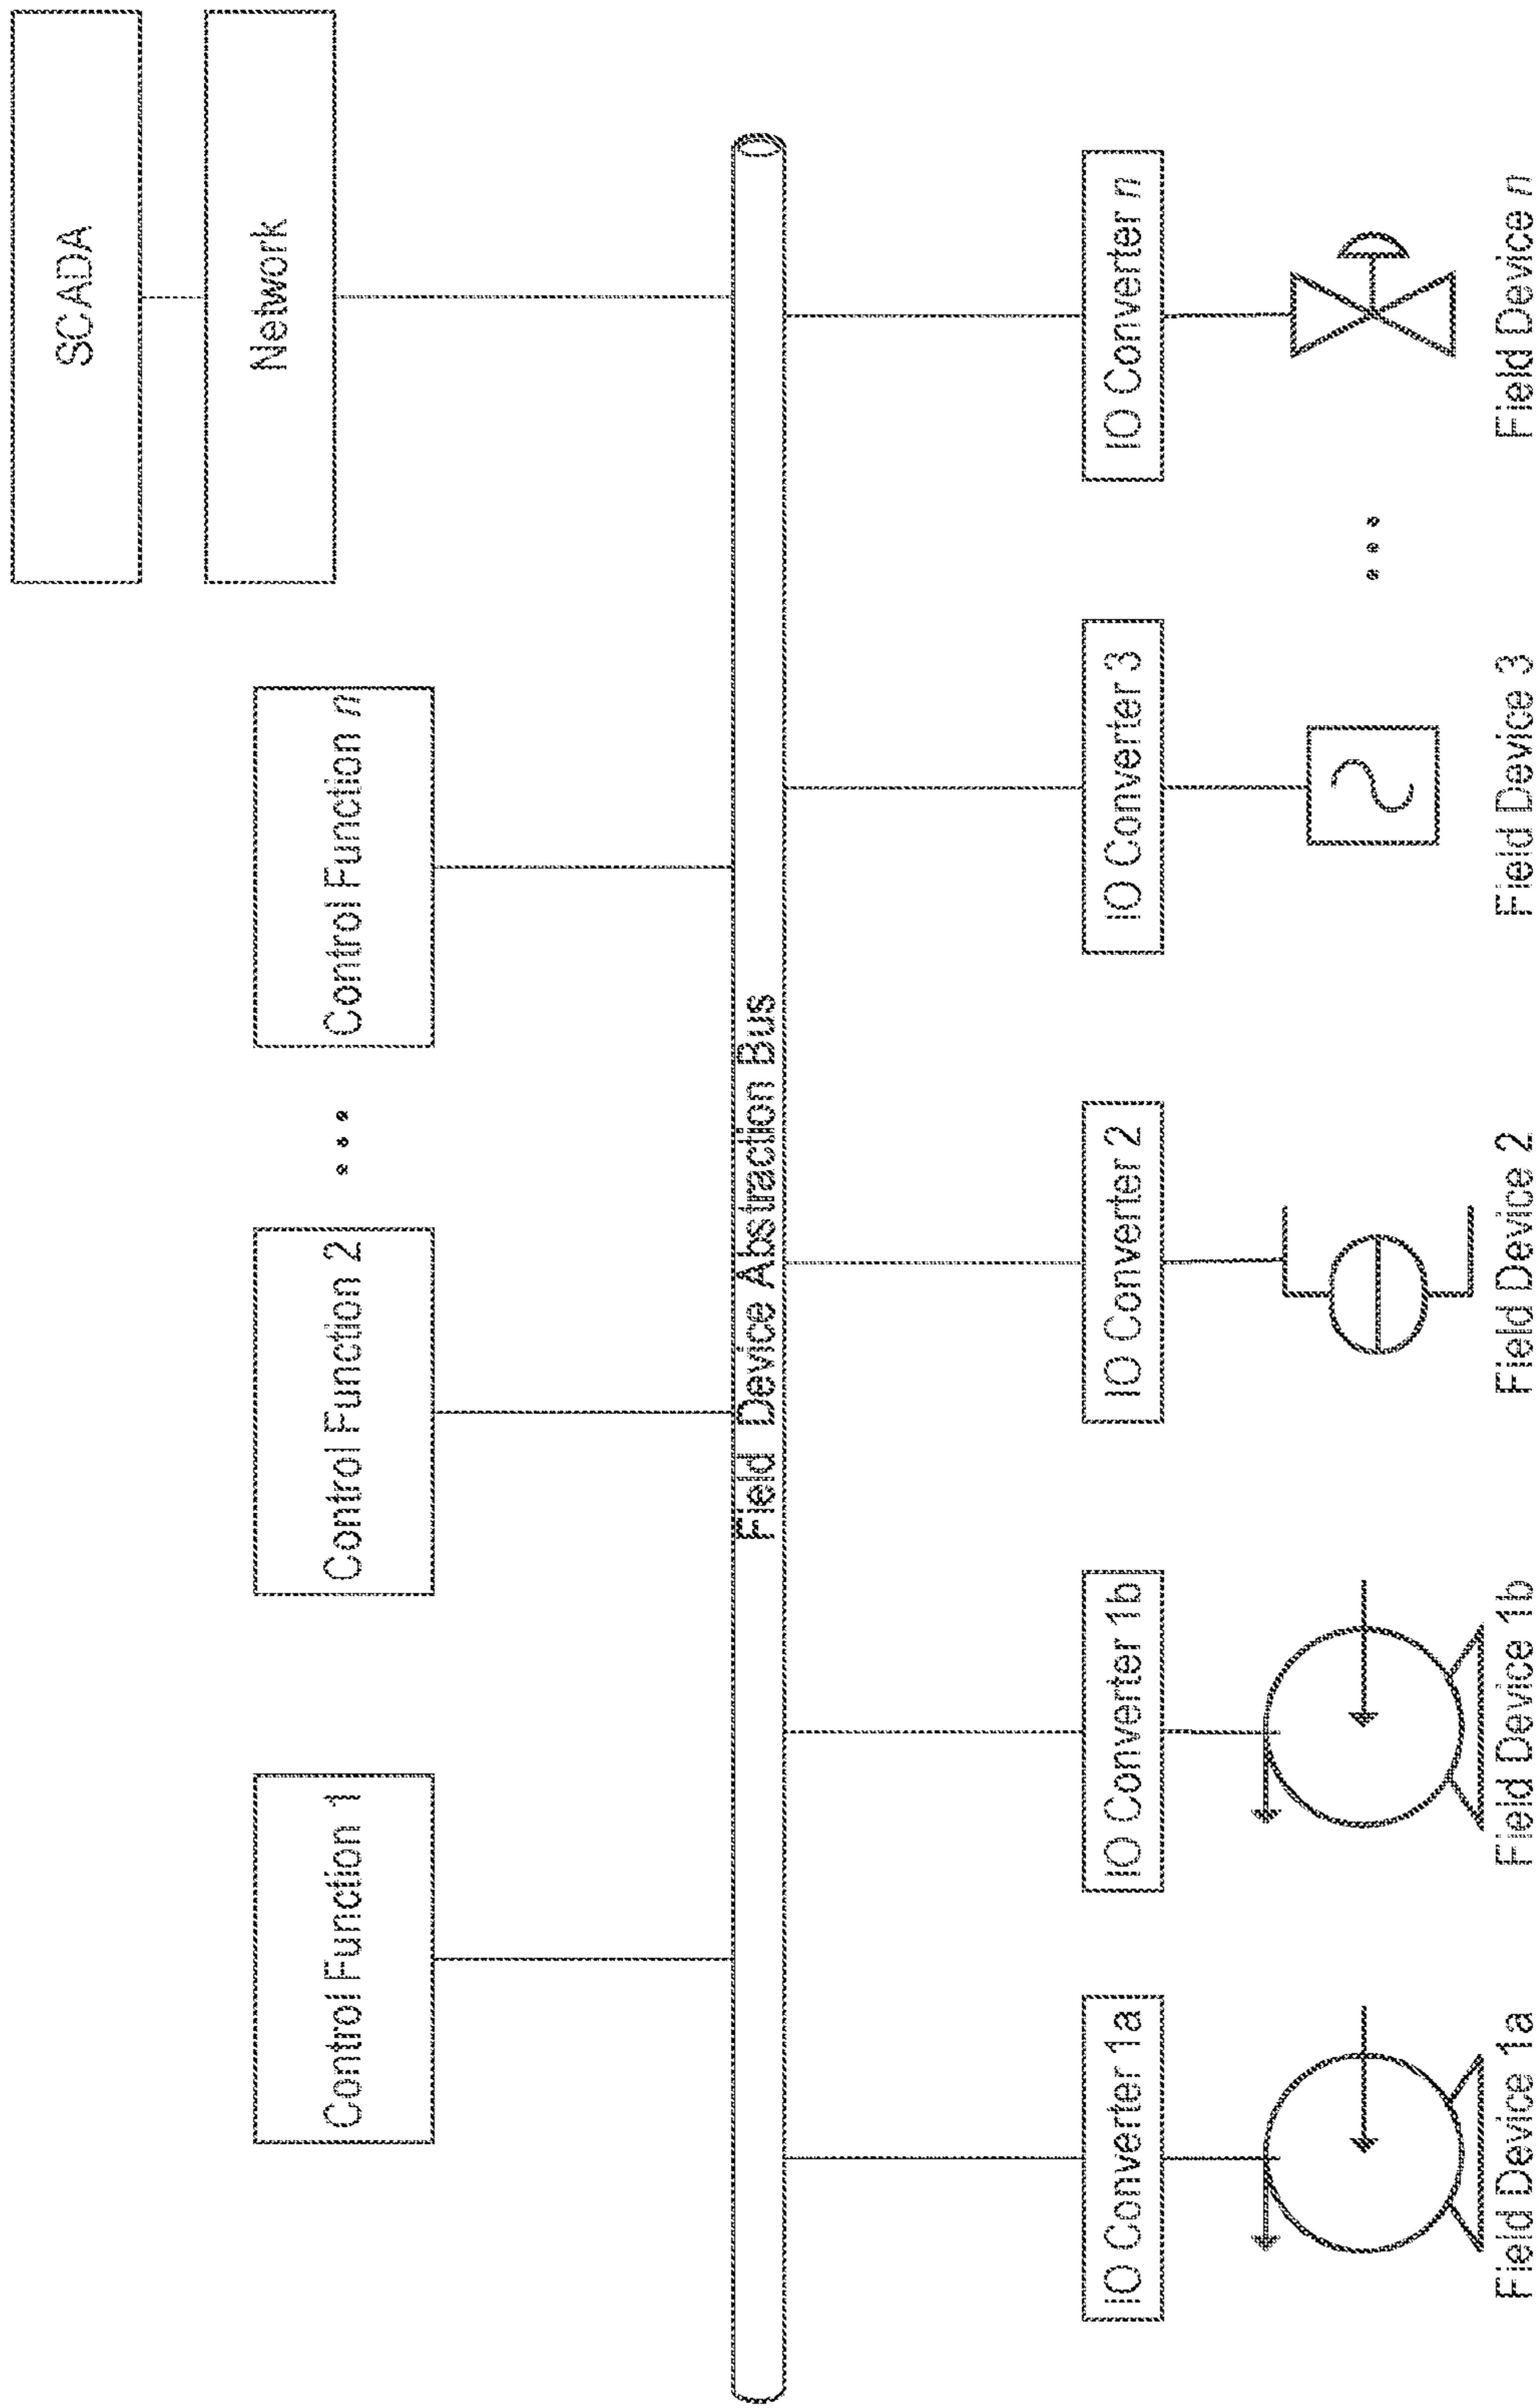 SCADA
Network
Control Function 1
Control Function 2
Control Function n
Field Device Abstraction Bus
IO Converter 1a
IO Converter 1b
IO Converter 2
IO Converter 3
IO Converter n
Field Device 1a
Field Device 1b
Field Device 2
Field Device 3
Field Device n